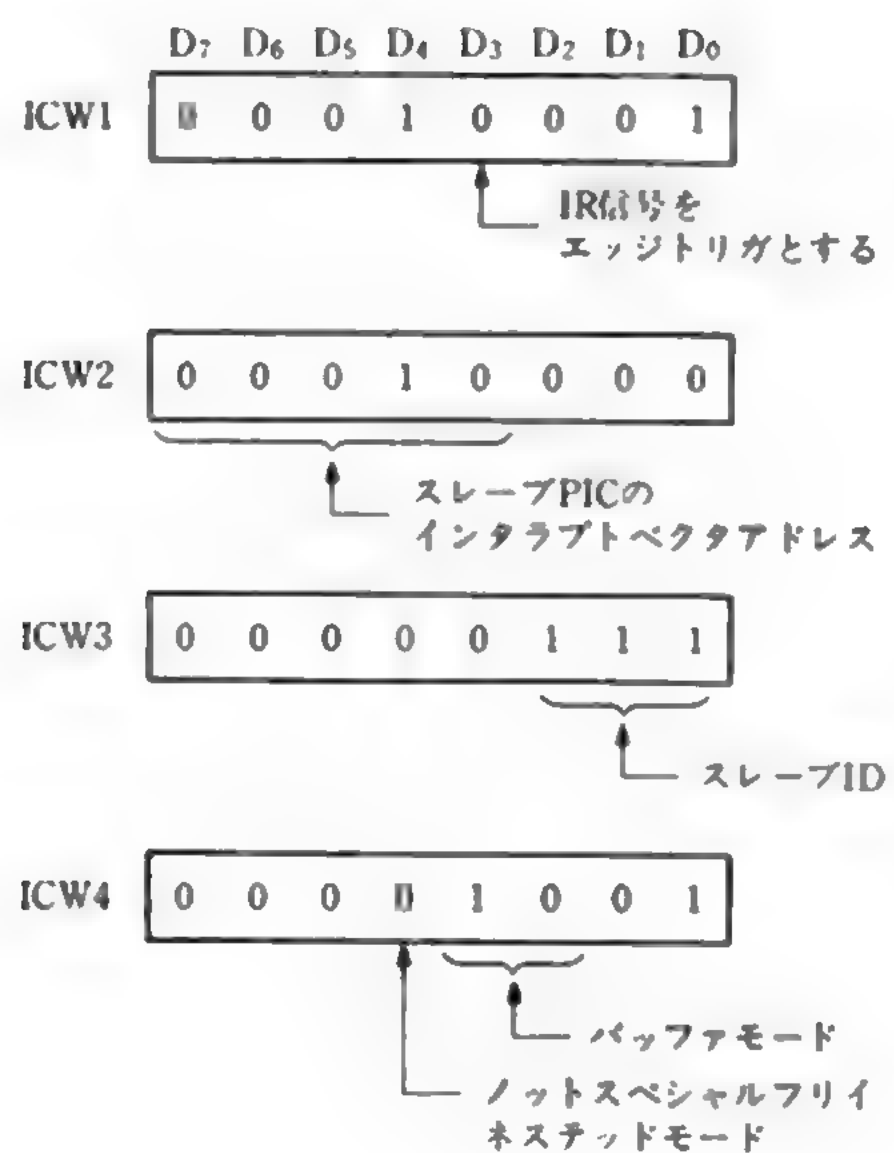 D₇ D₆ D₅ D₄ D₃ D₂ D₁ D₀
ICW1 0 0 0 1 0 0 0 1
IR信号を
エッジトリガとする
ICW2 0 0 0 1 0 0 0 0
スレーブPICの
インタラプトベクタアドレス
ICW3 0 0 0 0 0 1 1 1
スレーブID
ICW4 0 0 0 0 1 0 0 1
バッファモード
ノットスペシャルフリイ
ネステッドモード